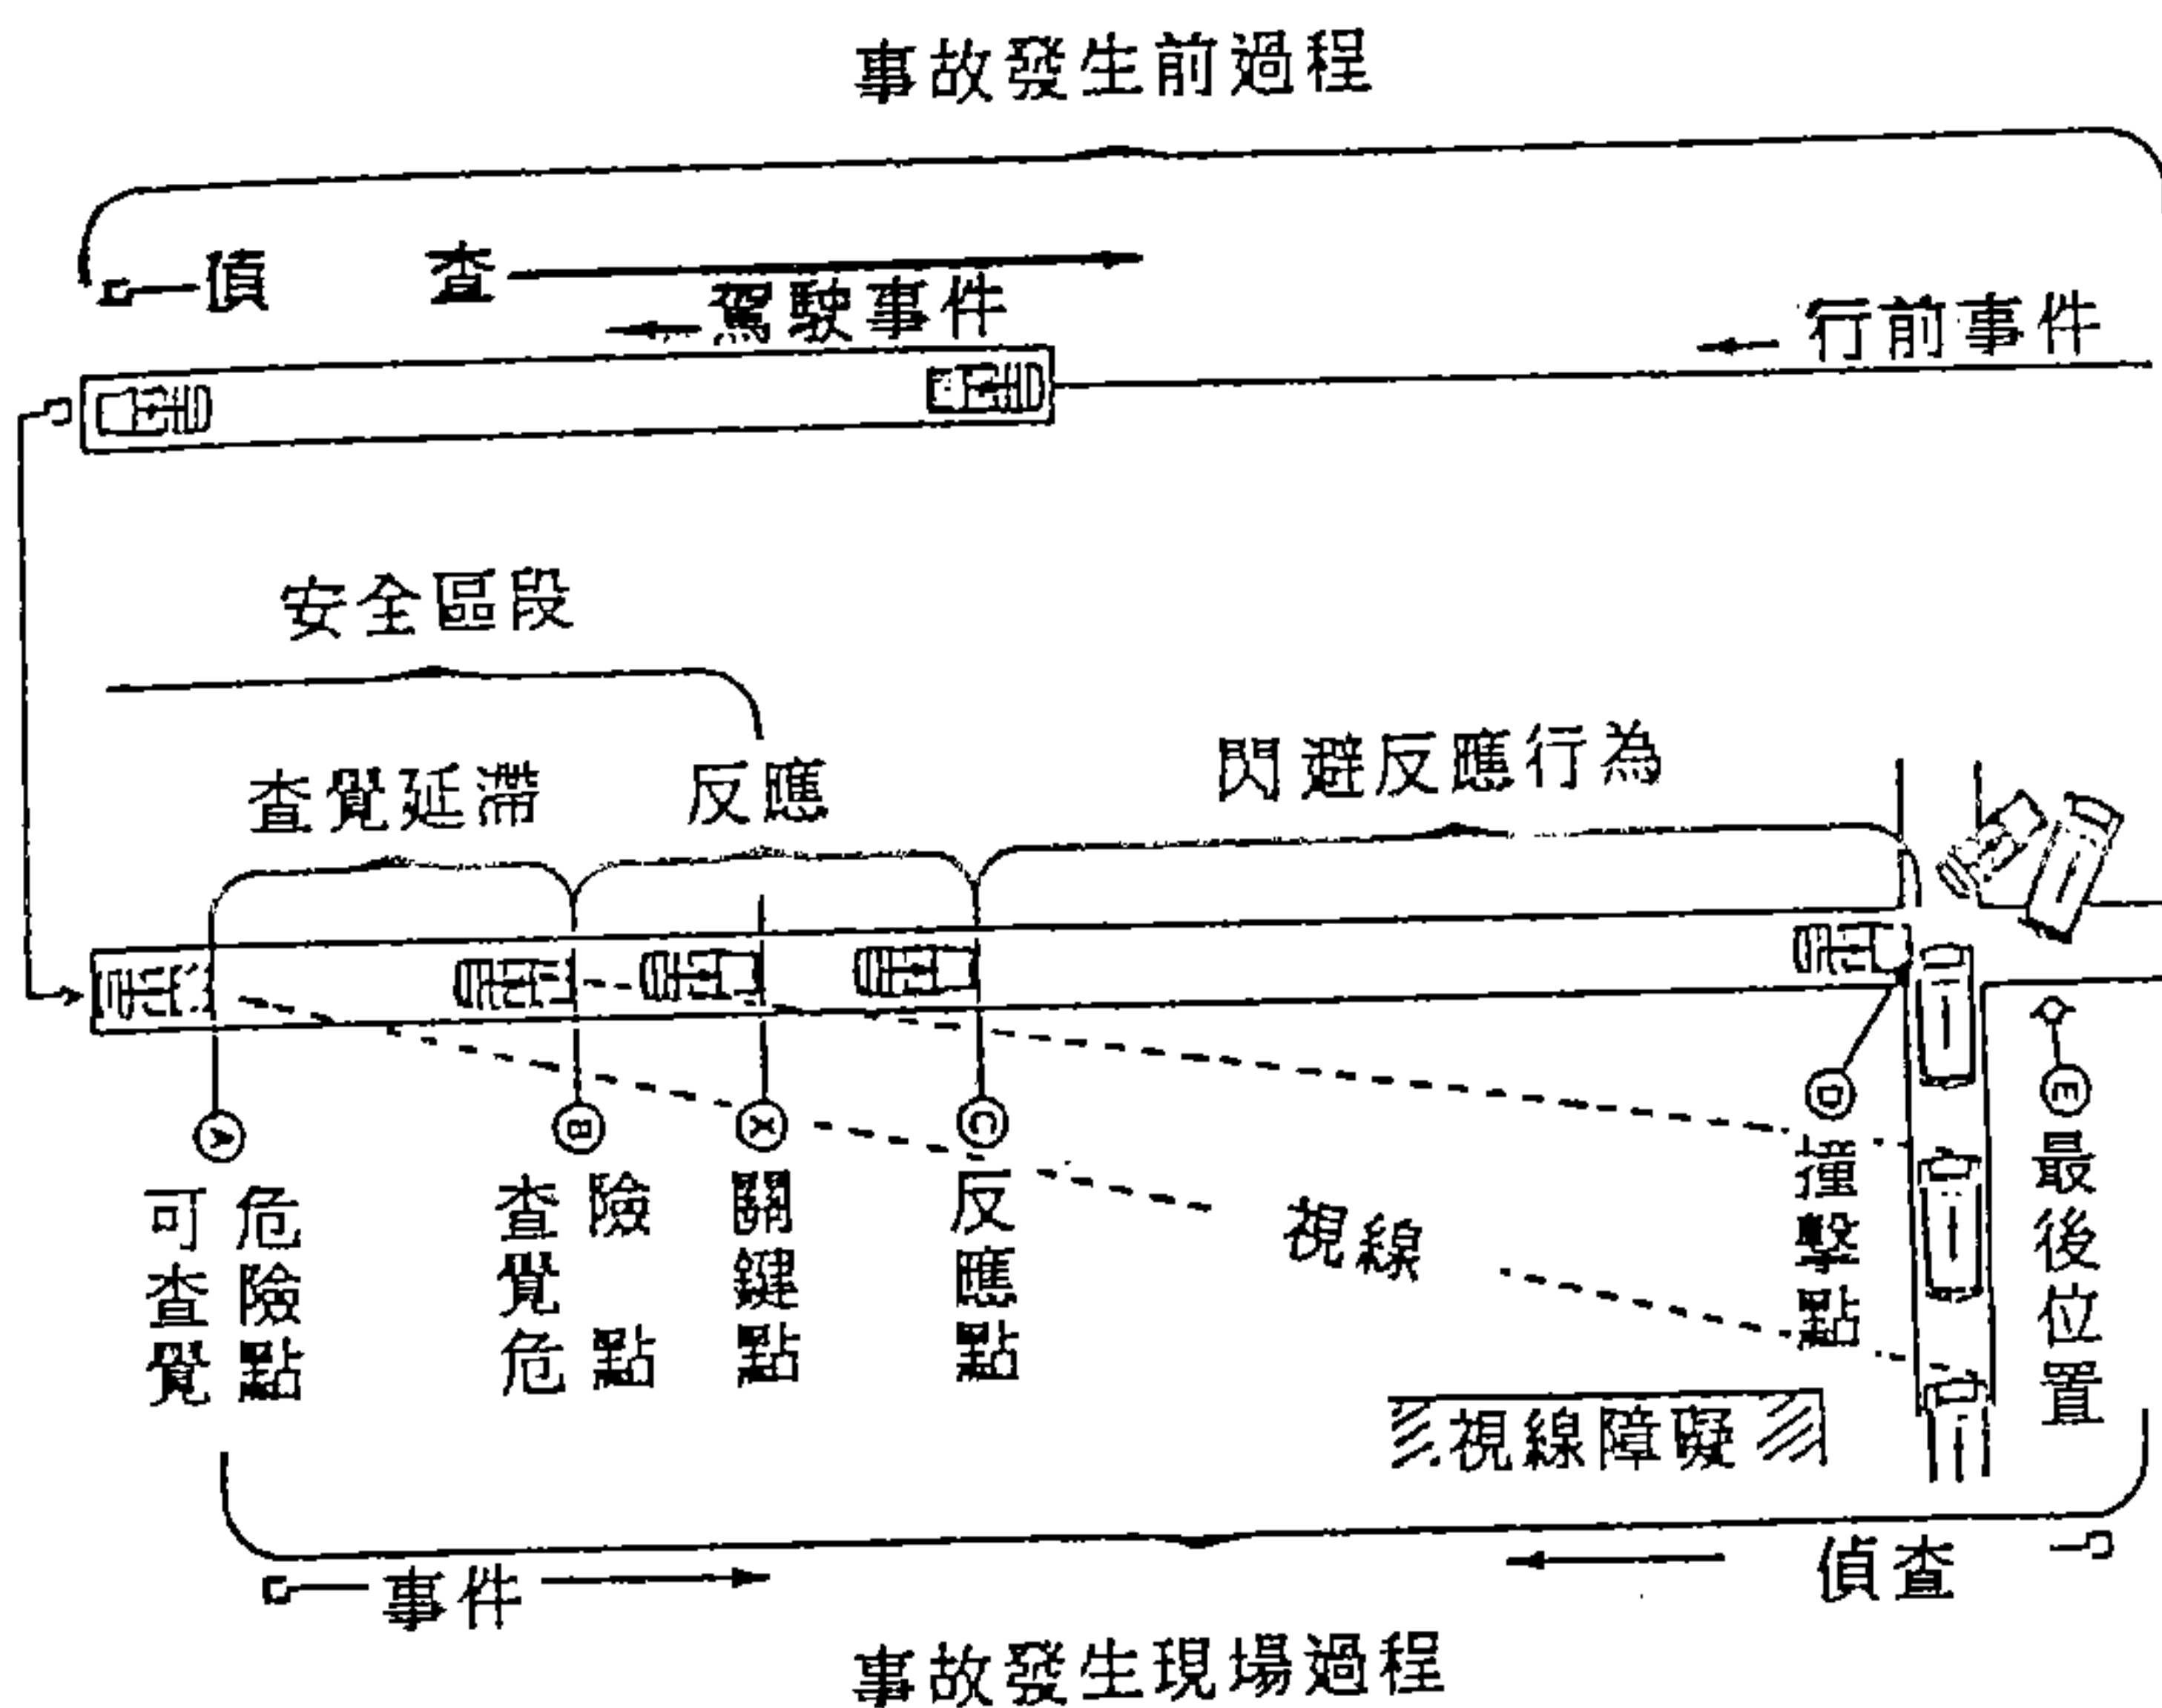 事故發生前過程
偵 查
駕駛事件
行前事件
安全區段
查覺延滯
反應
閃避反應行為
A
可查覺
危險點
B
查覺危
險點
X
關鍵點
C
反應點
視線
D
撞擊點
E
最後位置
視線障礙
事件
偵查
事故發生現場過程